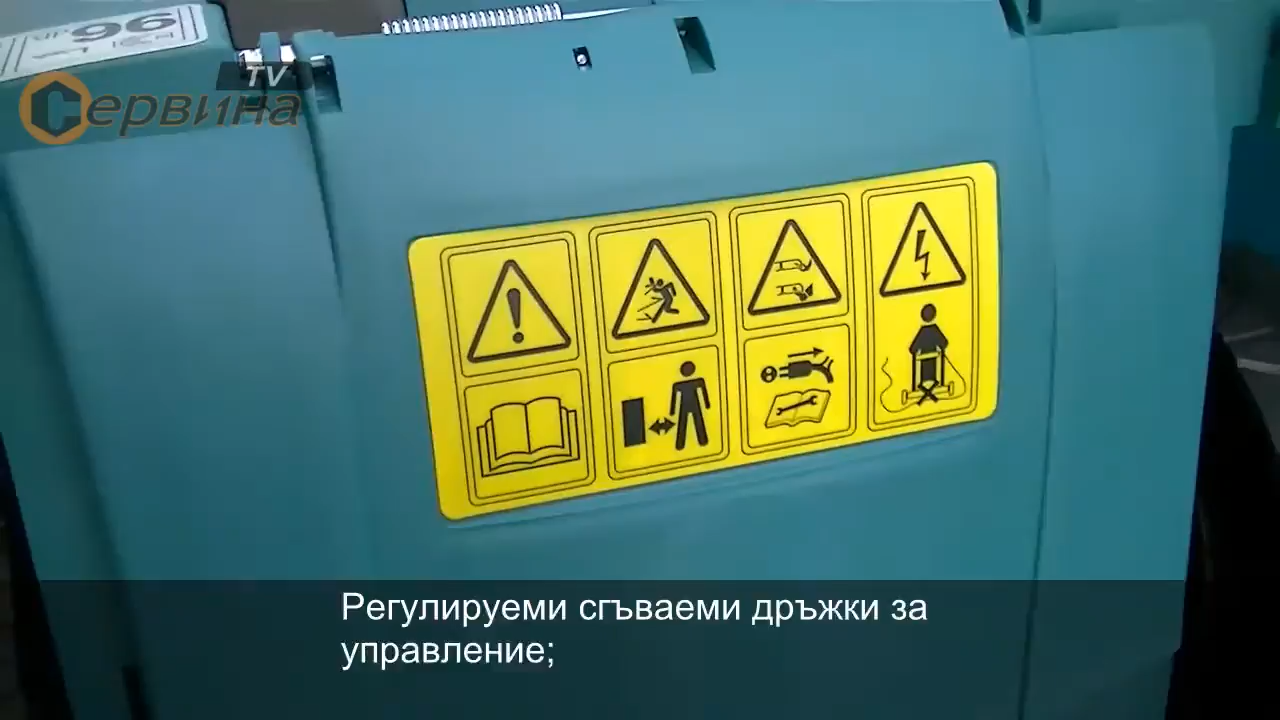 96
TV
Сервина
Регулируеми сгъваеми дръжки за
управление;